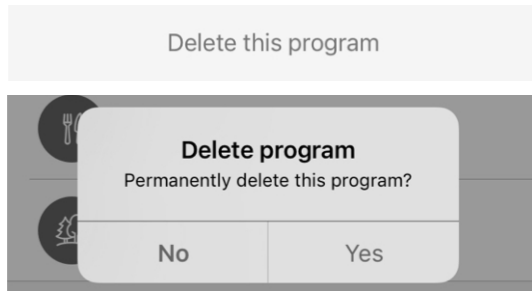 Delete this program
Delete program
Permanently delete this program?
No Yes